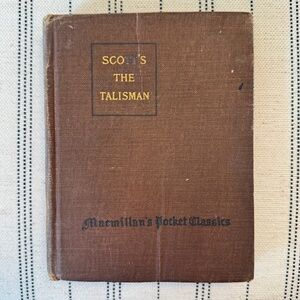 SCOTT'S
THE
TALISMAN
Macmillan's Pocket Classics